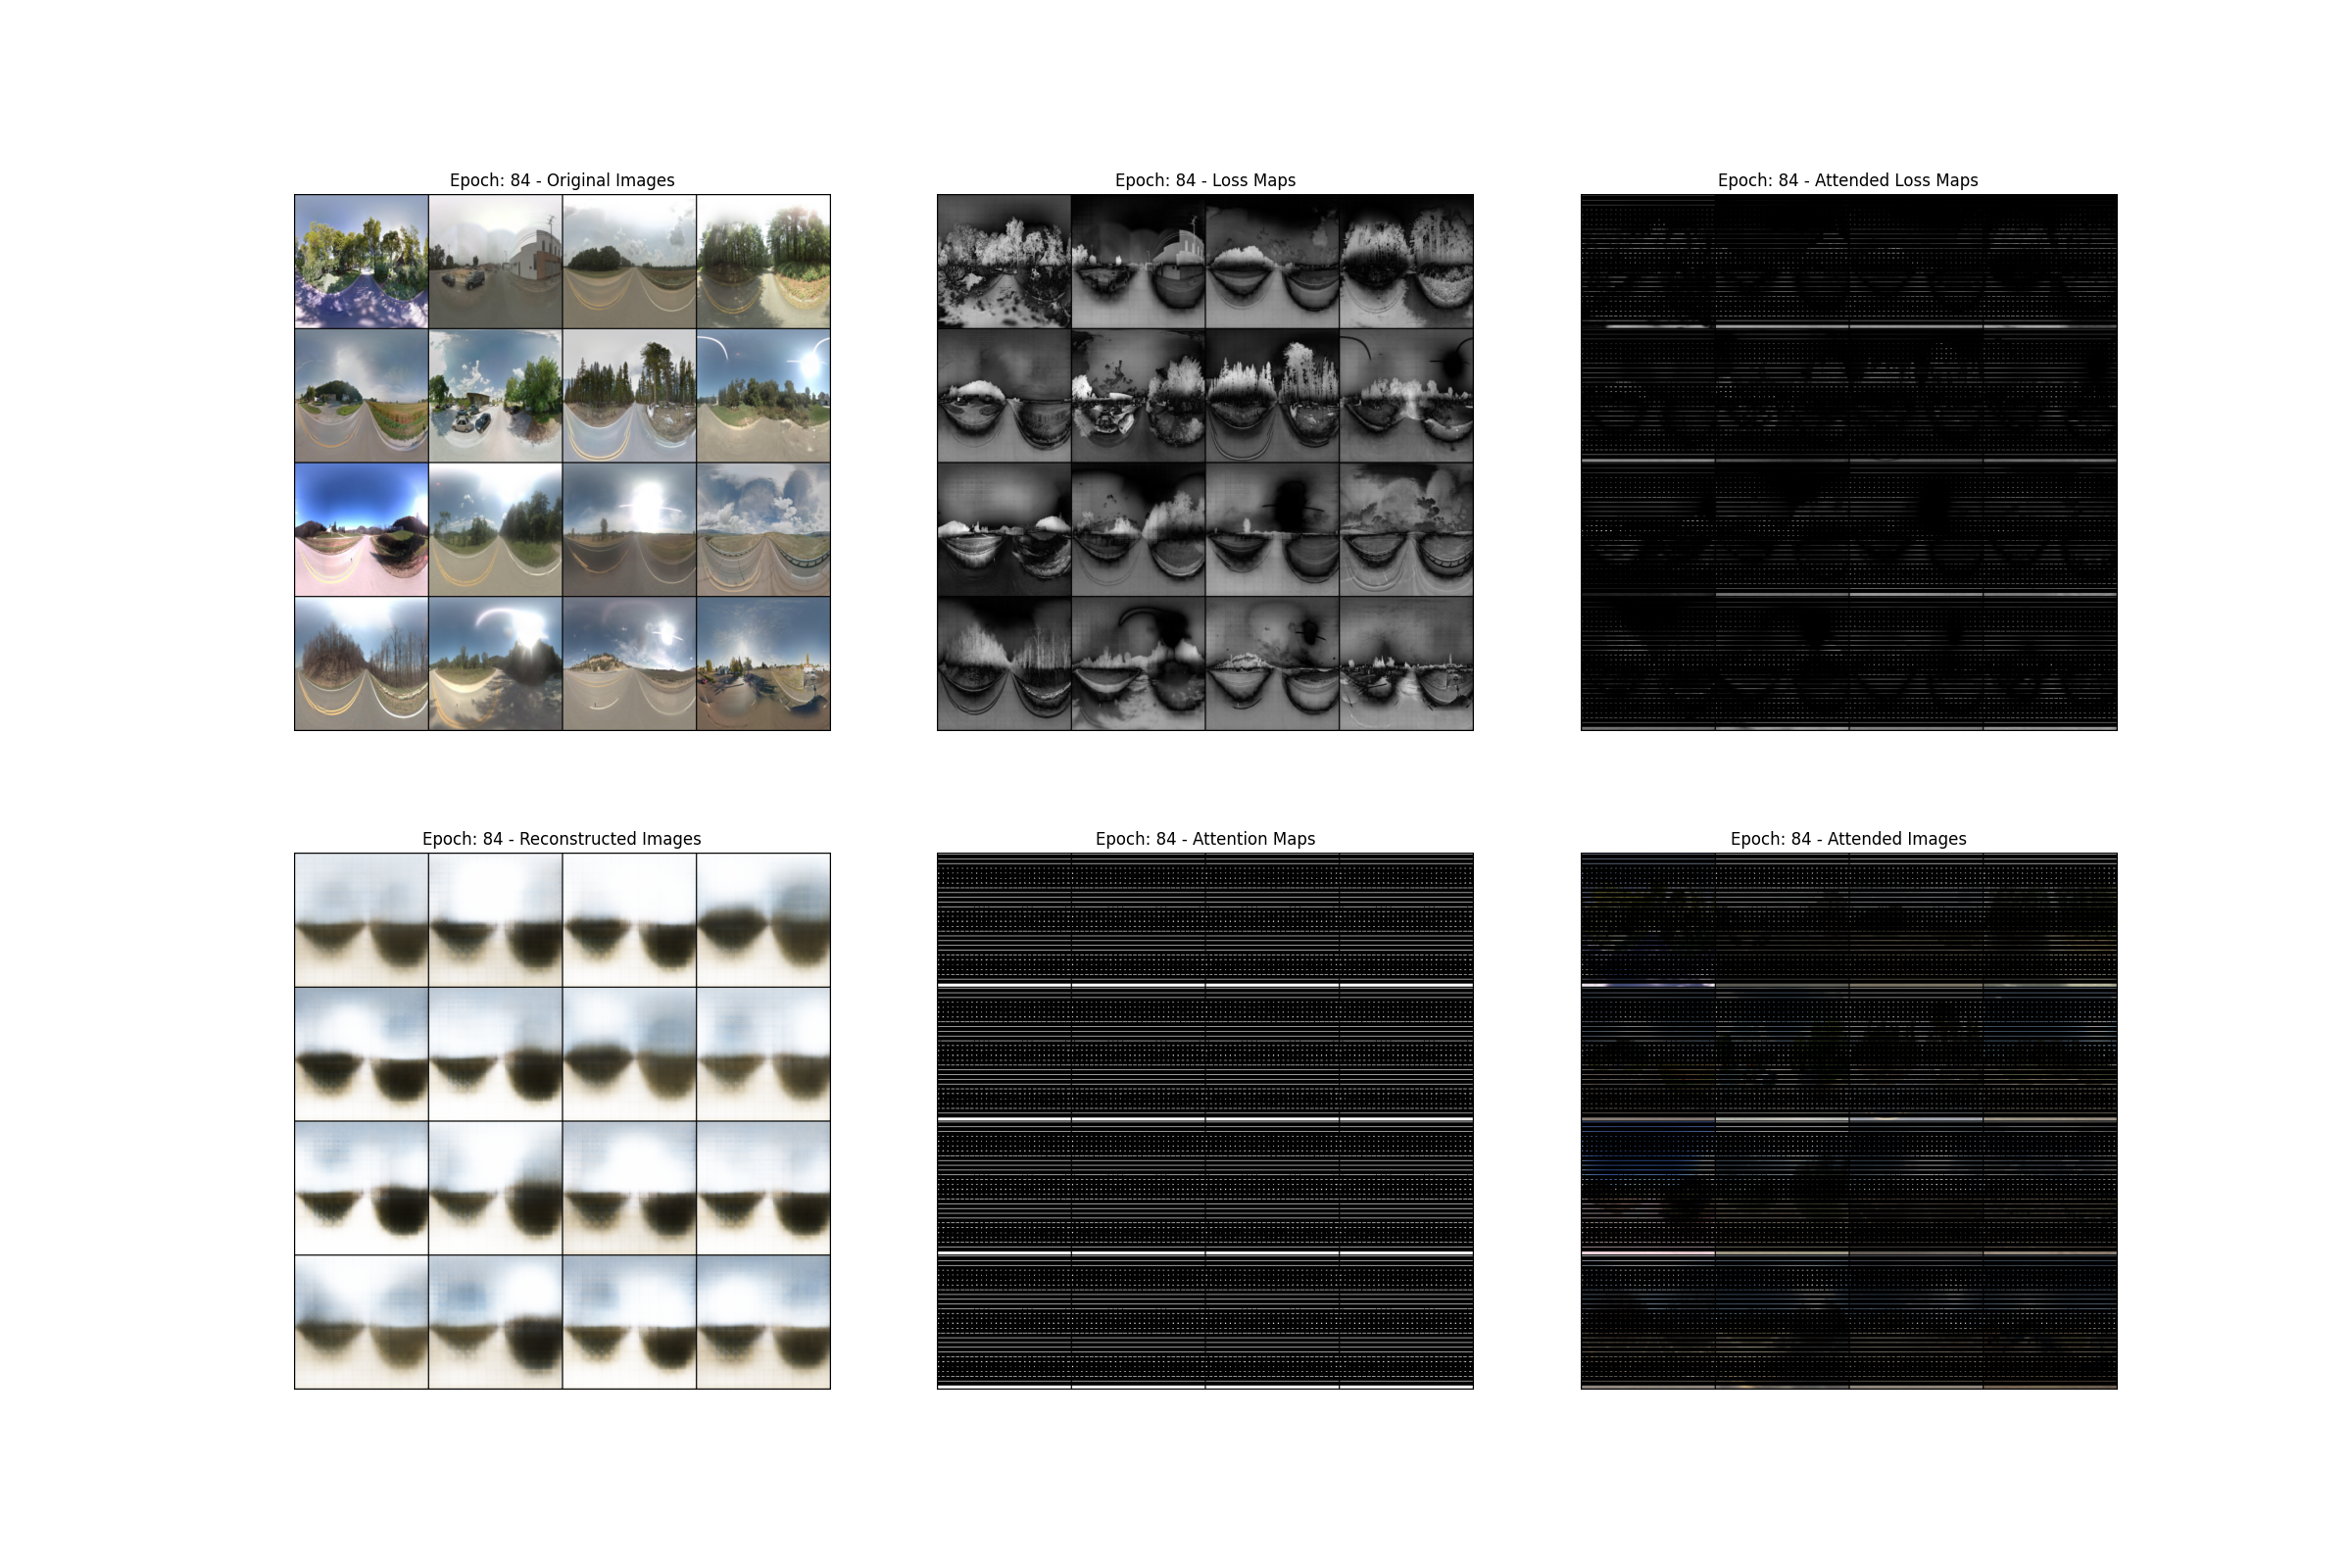 Epoch: 84 - Original Images
Epoch: 84 - Loss Maps
Epoch: 84 - Attended Loss Maps
Epoch: 84 - Reconstructed Images
Epoch: 84 - Attention Maps
Epoch: 84 - Attended Images